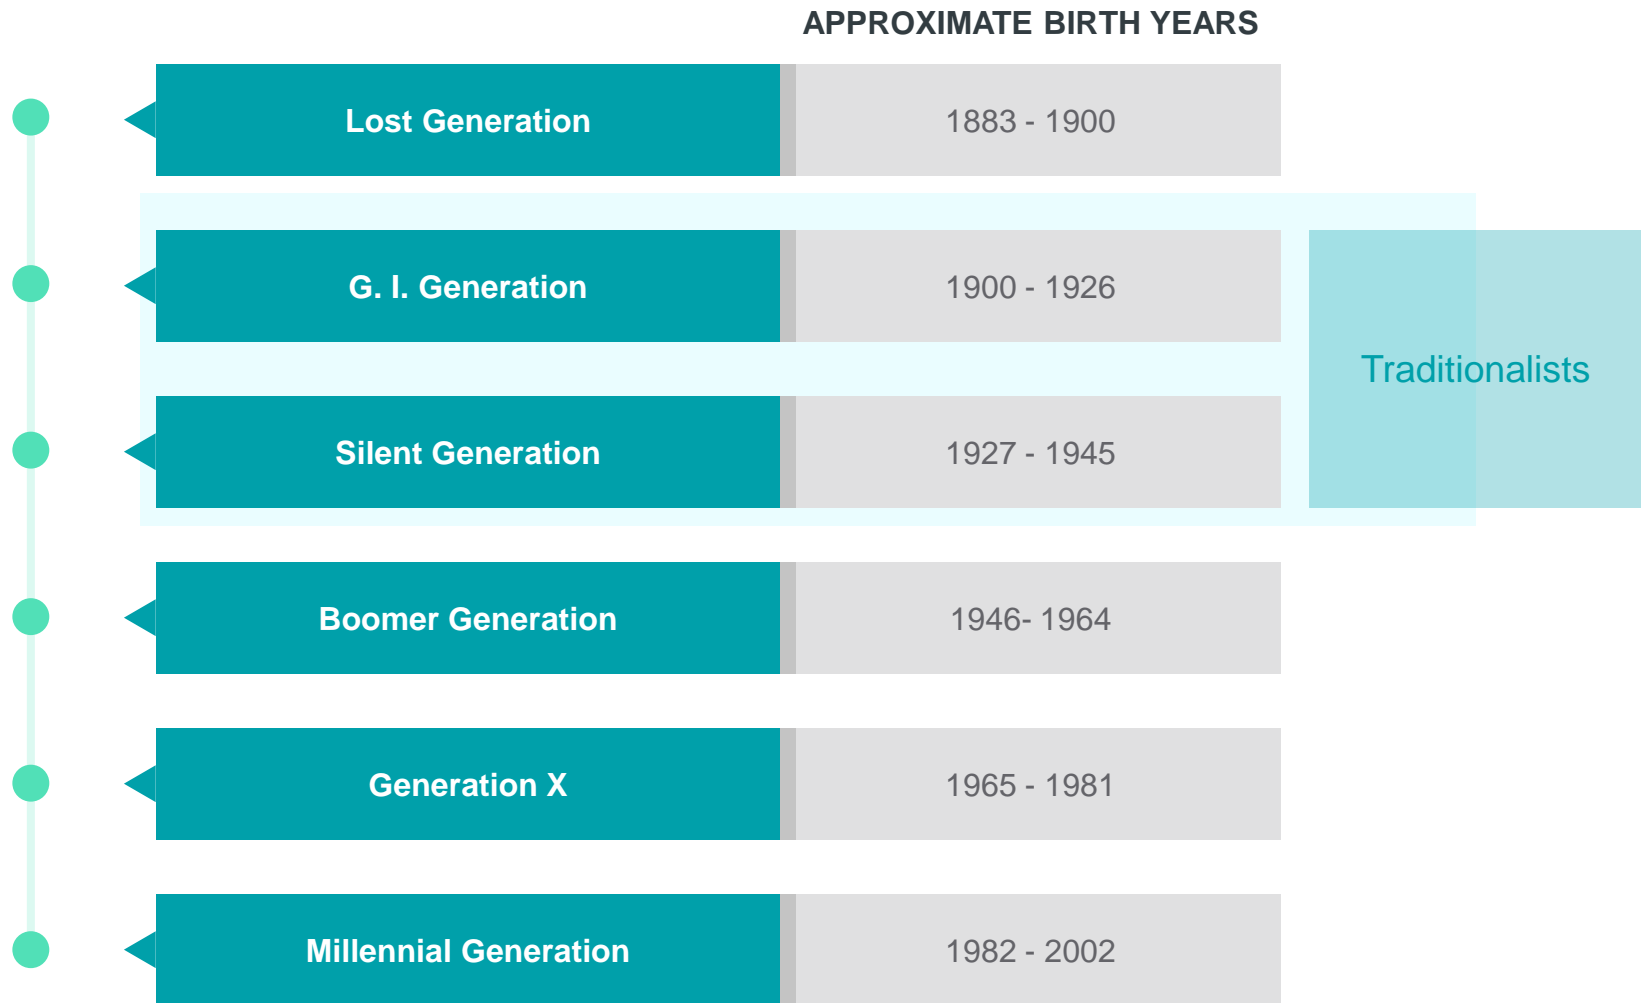 APPROXIMATE BIRTH YEARS
Lost Generation
1883 - 1900
G. I. Generation
1900 - 1926
Traditionalists
Silent Generation
1927 - 1945
Boomer Generation
1946- 1964
Generation X
1965 - 1981
Millennial Generation
1982 - 2002